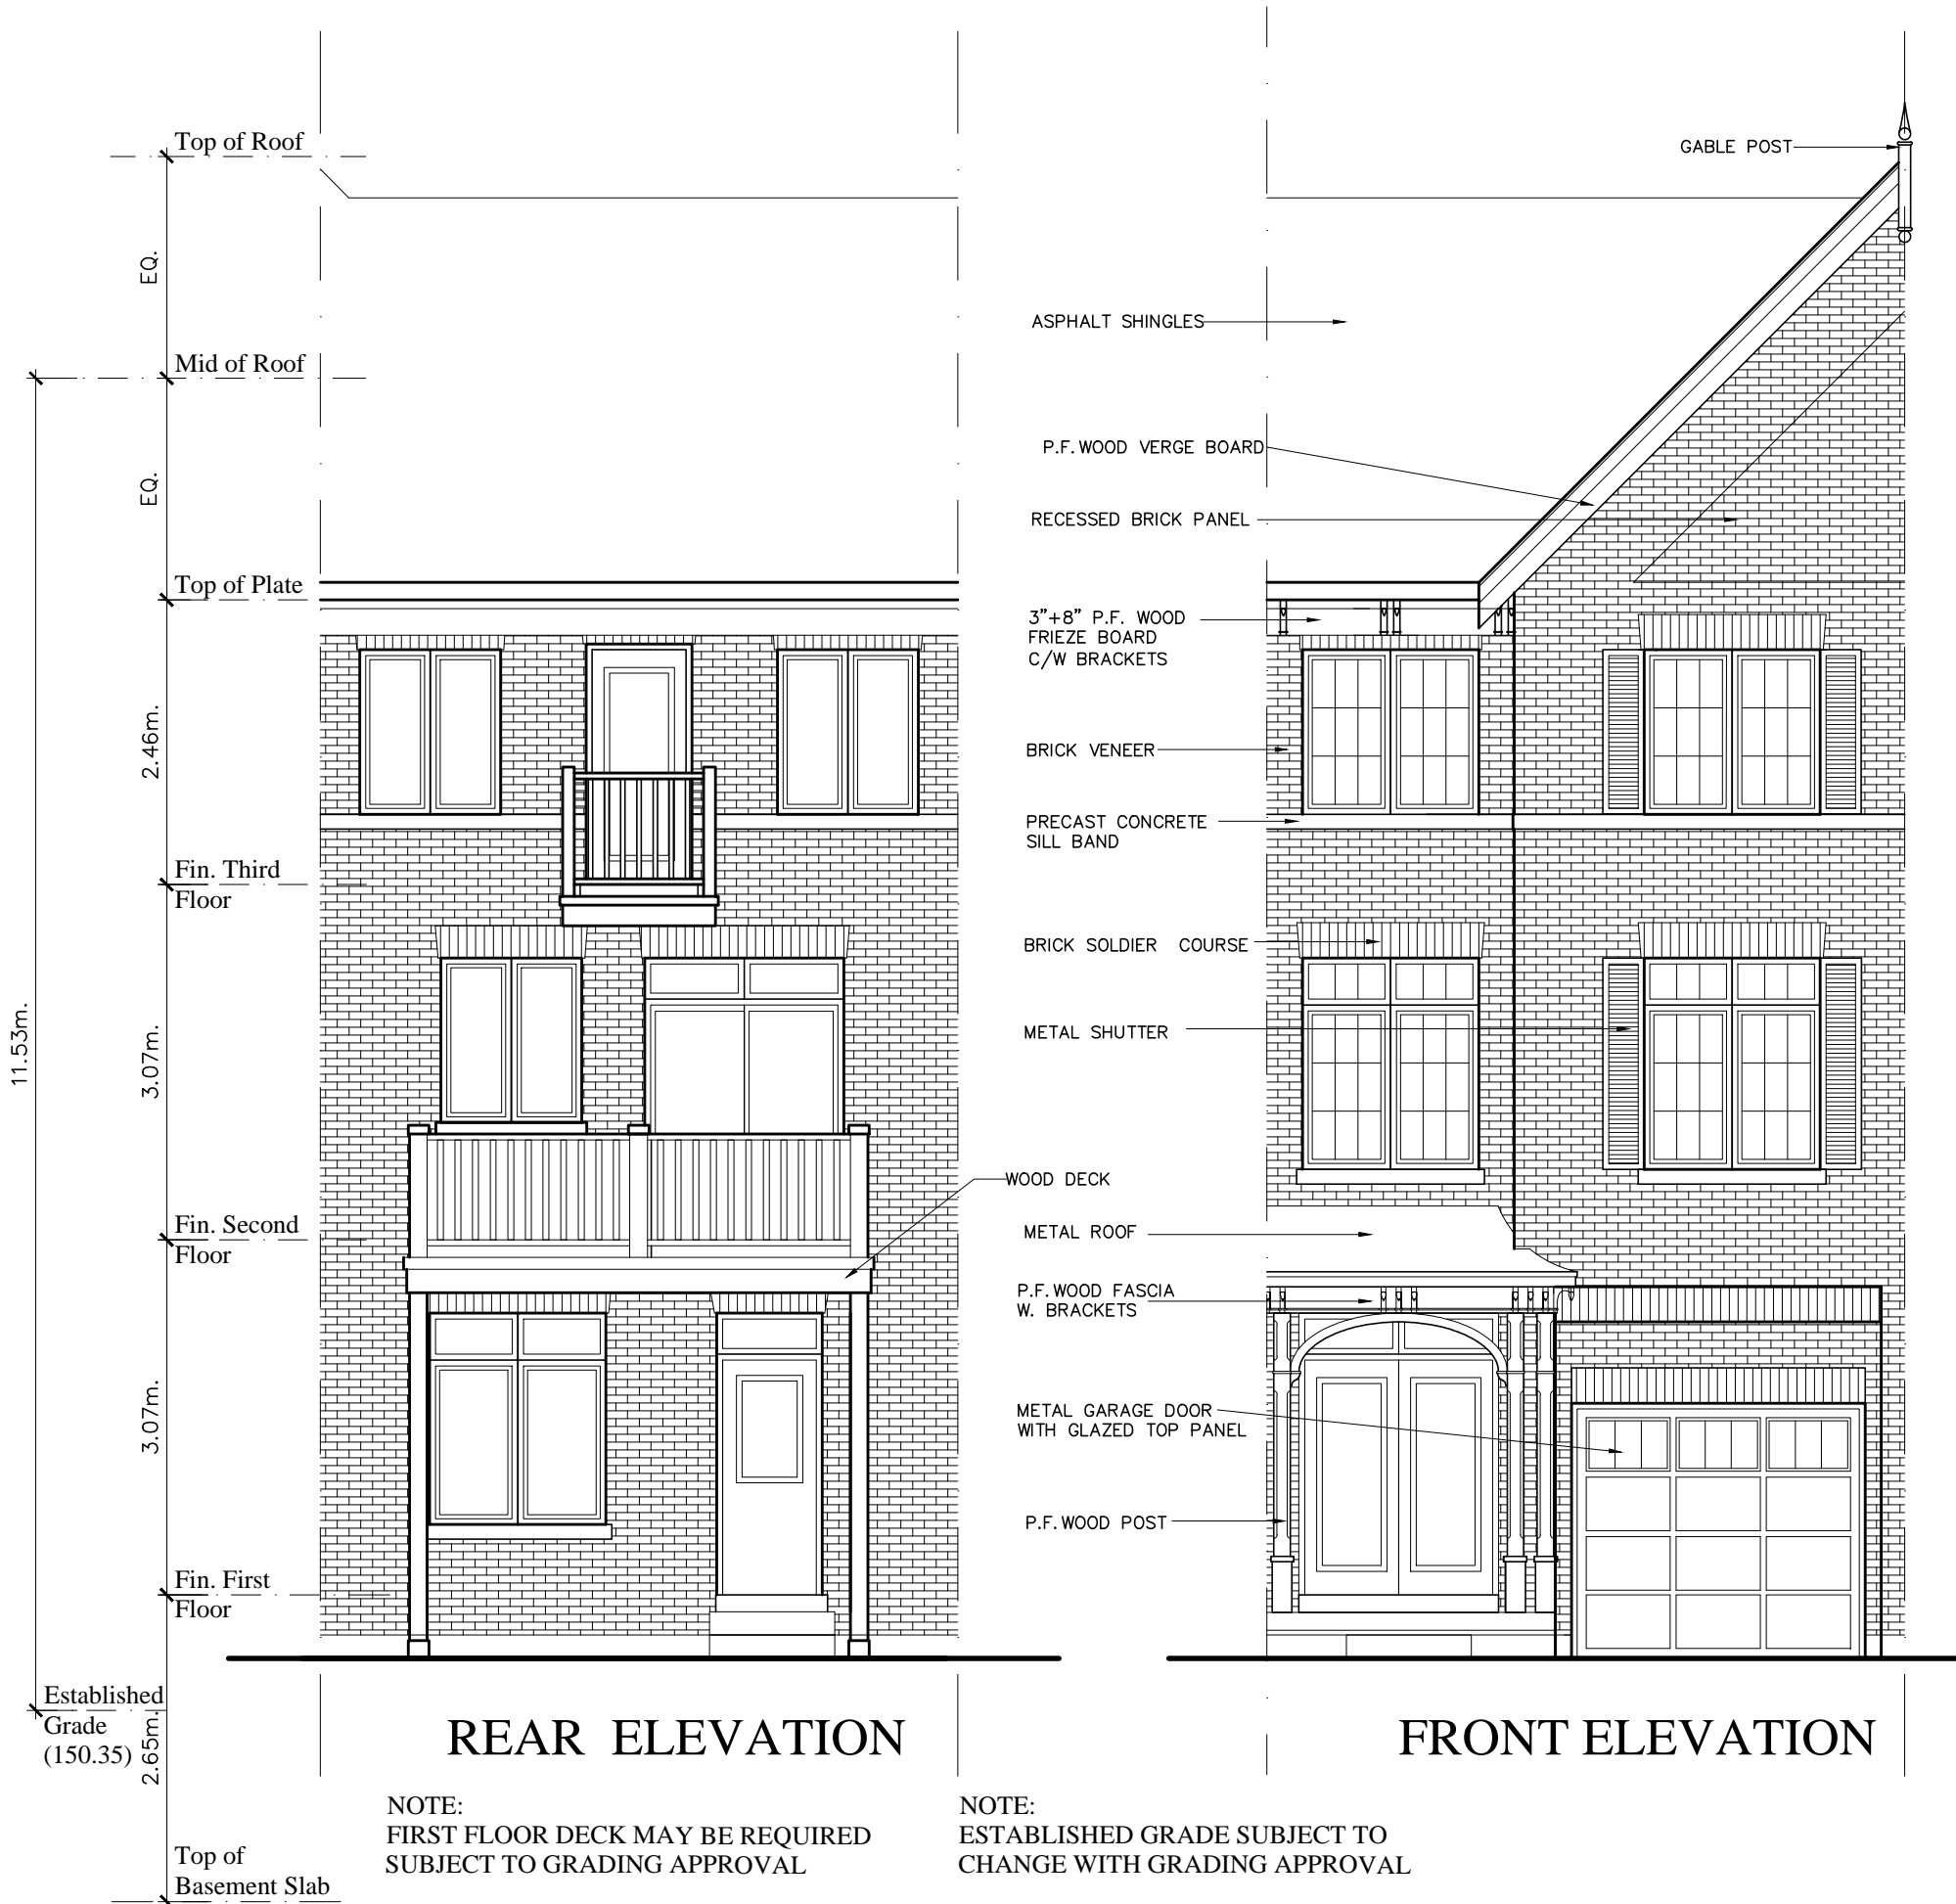 Top of Roof
EQ.
Mid of Roof
EQ.
Top of Plate
2.46m.
Fin. Third
Floor
3.07m.
11.53m.
Fin. Second
Floor
3.07m.
Fin. First
Floor
Established
Grade
(150.35)
2.65m.
Top of
Basement Slab
GABLE POST
ASPHALT SHINGLES
P.F. WOOD VERGE BOARD
RECESSED BRICK PANEL
3"+8" P.F. WOOD
FRIEZE BOARD
C/W BRACKETS
BRICK VENEER
PRECAST CONCRETE
SILL BAND
BRICK SOLDIER COURSE
METAL SHUTTER
WOOD DECK
METAL ROOF
P.F. WOOD FASCIA
W. BRACKETS
METAL GARAGE DOOR
WITH GLAZED TOP PANEL
P.F. WOOD POST
REAR ELEVATION
FRONT ELEVATION
NOTE:
FIRST FLOOR DECK MAY BE REQUIRED
SUBJECT TO GRADING APPROVAL
NOTE:
ESTABLISHED GRADE SUBJECT TO
CHANGE WITH GRADING APPROVAL